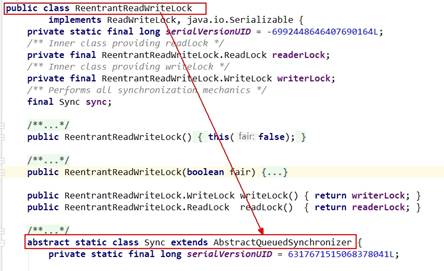 public class ReentrantReadWriteLock
implements ReadWriteLock, java.io.Serializable {
private static final long serialVersionUID = -6992448646407690164L;
/** Inner class providing readlock */
private final ReentrantReadWriteLock.ReadLock readerLock;
/** Inner class providing writelock */
private final ReentrantReadWriteLock.WriteLock writerLock;
/** Performs all synchronization mechanics */
final Sync sync;
/**...*/
public ReentrantReadWriteLock() { this( fair: false); }
/**...*/
public ReentrantReadWriteLock(boolean fair) {...}
public ReentrantReadWriteLock.WriteLock writeLock() { return writerLock; }
public ReentrantReadWriteLock.ReadLock readLock() { return readerLock; }
/**...*/
abstract static class Sync extends AbstractQueuedSynchronizer {
private static final long serialVersionUID = 6317671515068378041L;